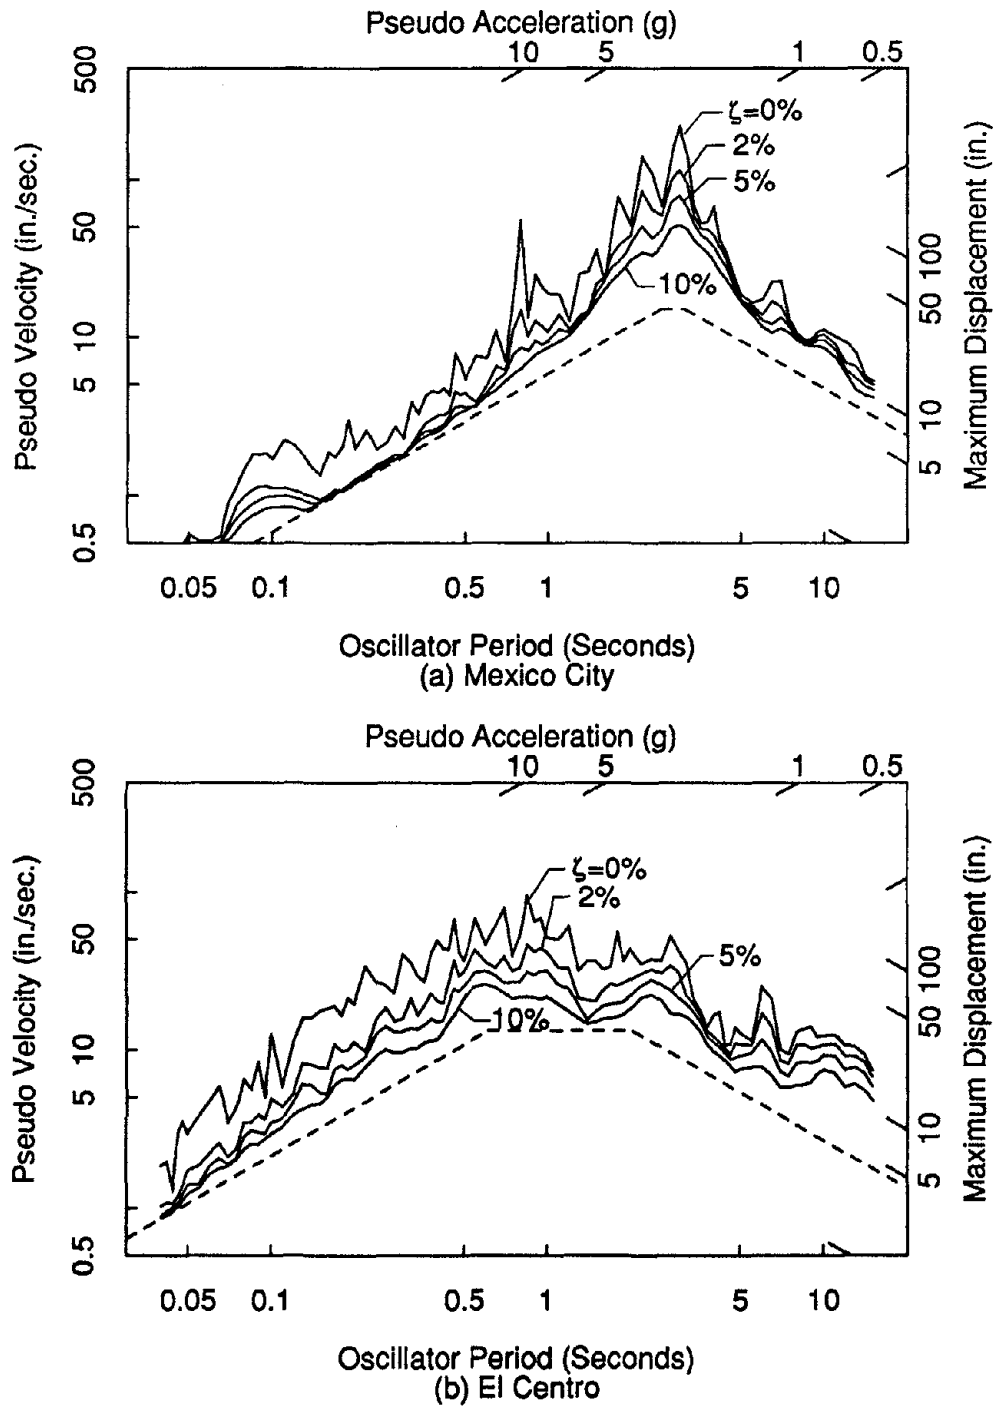 Pseudo Acceleration (g)
10 5 1 0.5
500
50
10
5
0.5
Pseudo Velocity (in./sec.)
ζ=0%
2%
5%
10%
100
50
10
5
Maximum Displacement (in.)
0.05 0.1 0.5 1 5 10
Oscillator Period (Seconds)
(a) Mexico City
Pseudo Acceleration (g)
10 5 1 0.5
500
50
10
5
0.5
Pseudo Velocity (in./sec.)
ζ=0%
2%
5%
10%
100
50
10
5
Maximum Displacement (in.)
0.05 0.1 0.5 1 5 10
Oscillator Period (Seconds)
(b) El Centro